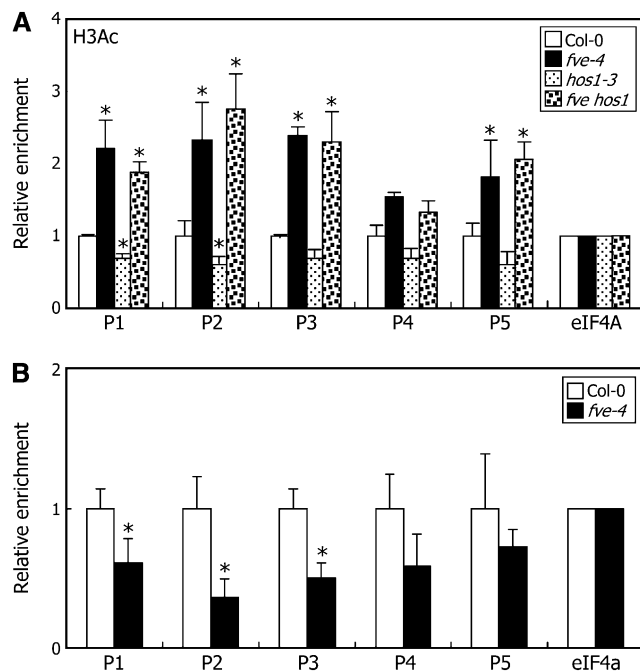 A
H3Ac
Col-0
fve-4
hos1-3
fve hos1
Relative enrichment
4
3
2
1
0
* * * * * * * * * *
P1 P2 P3 P4 P5 eIF4A
B
Col-0
fve-4
Relative enrichment
2
1
0
* * *
P1 P2 P3 P4 P5 eIF4a